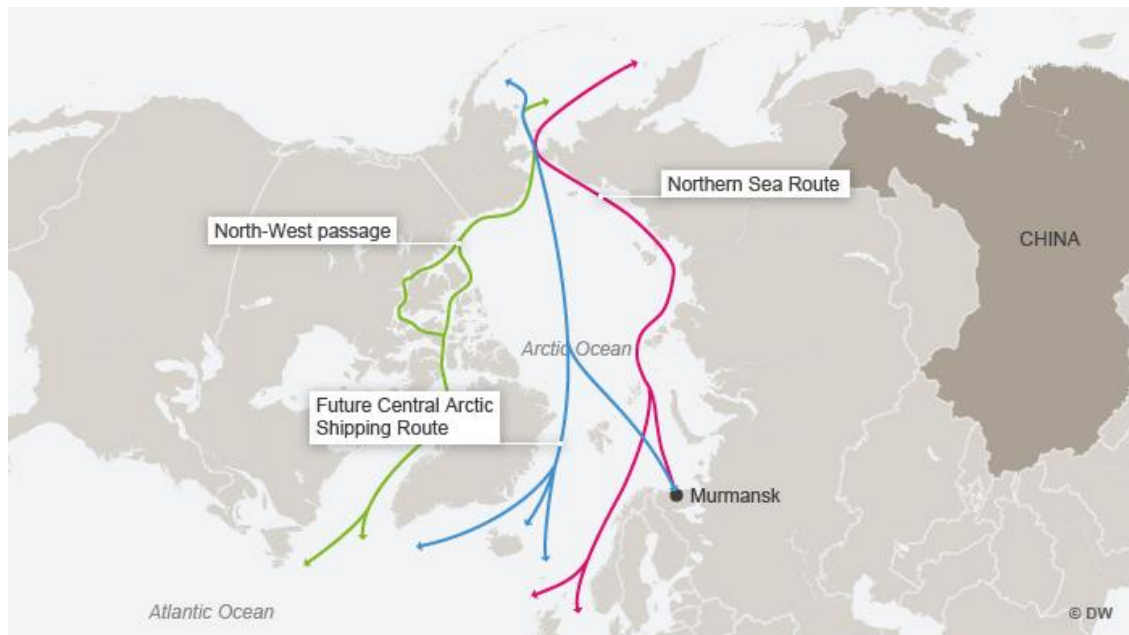 Northern Sea Route
North-West passage
CHINA
Arctic Ocean
Future Central Arctic
Shipping Route
Murmansk
Atlantic Ocean
© DW